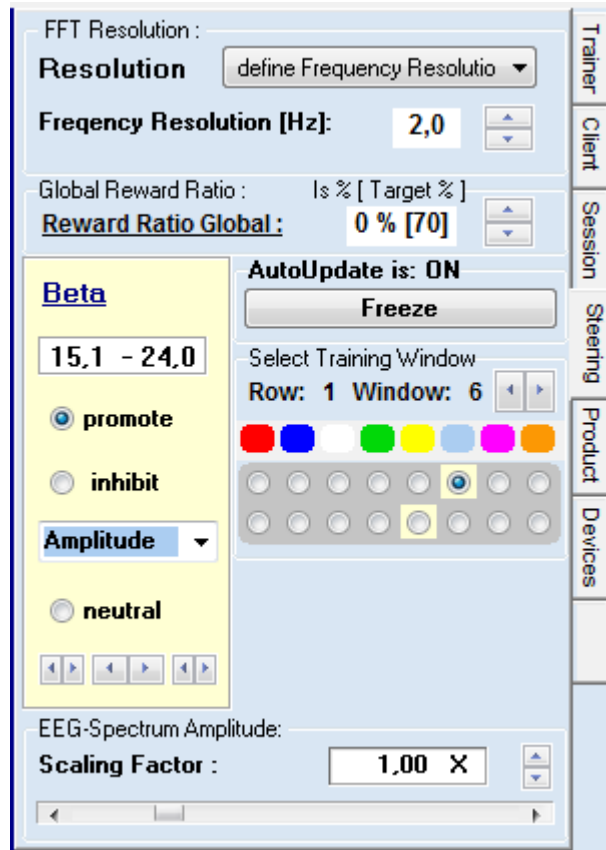 FFT Resolution :
Resolution
define Frequency Resolutio
Freqency Resolution [Hz]:
2,0
Global Reward Ratio :
Is % [ Target % ]
Reward Ratio Global :
0 % [70]
Beta
15,1 - 24,0
promote
inhibit
Amplitude
neutral
AutoUpdate is: ON
Freeze
Select Training Window
Row: 1 Window: 6
EEG-Spectrum Amplitude:
Scaling Factor :
1,00 X
Trainer
Client
Session
Steering
Product
Devices